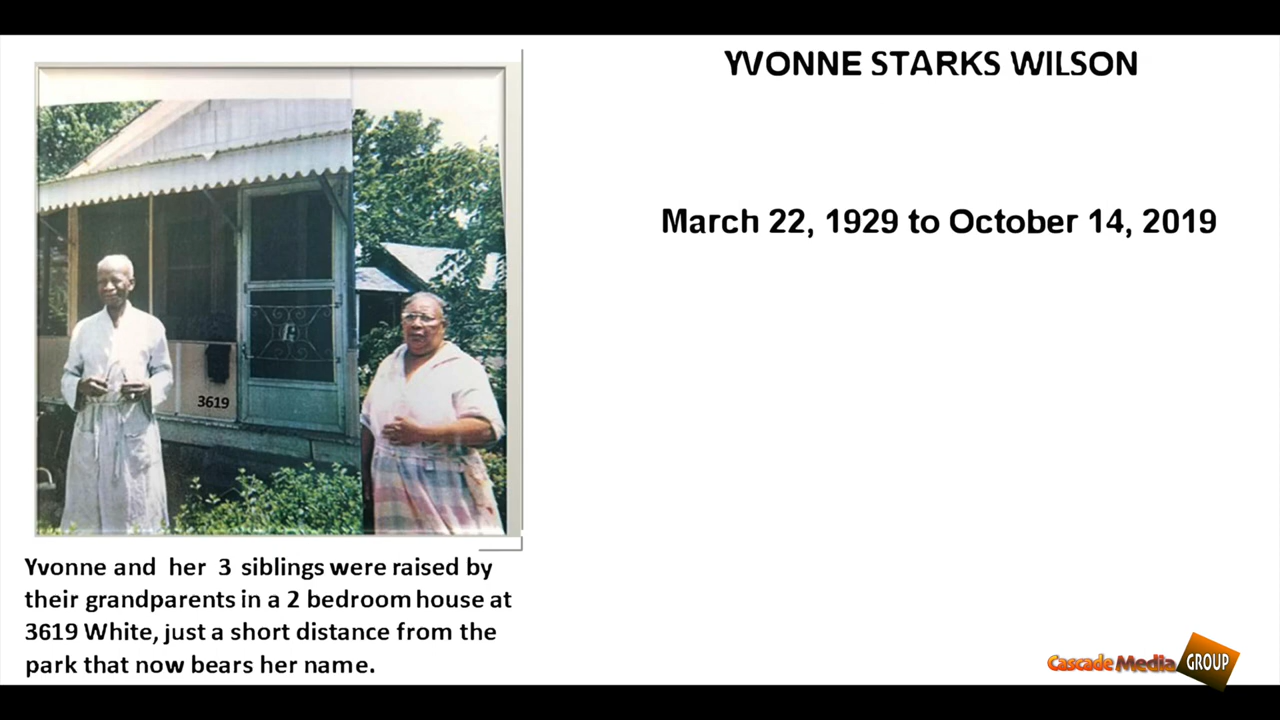 YVONNE STARKS WILSON
March 22, 1929 to October 14, 2019
3619
Yvonne and her 3 siblings were raised by
their grandparents in a 2 bedroom house at
3619 White, just a short distance from the
park that now bears her name.
Cascade Media GROUP